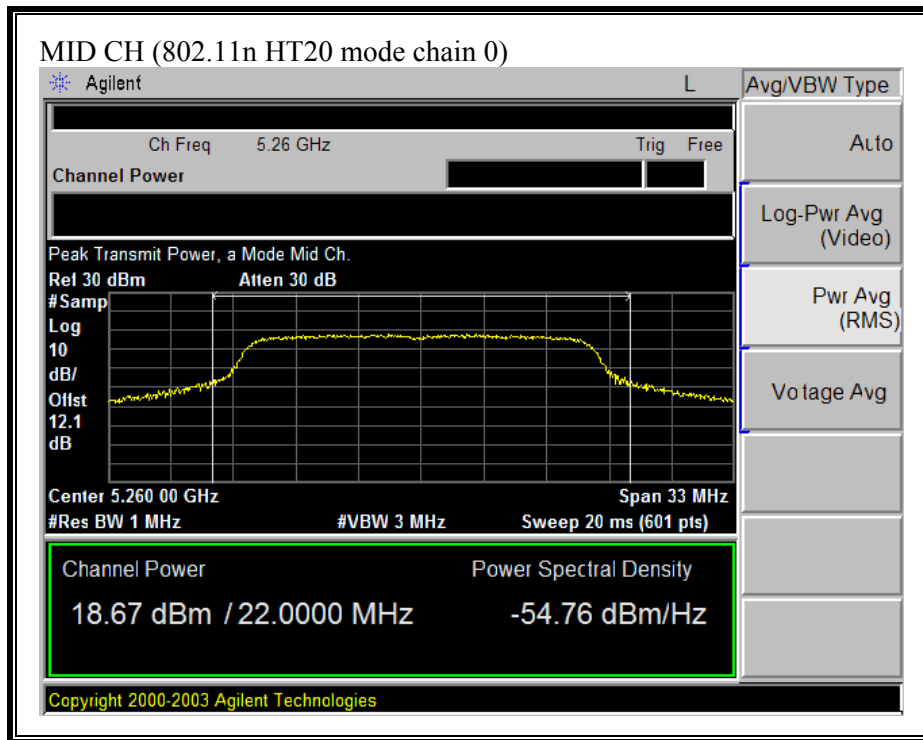 MID CH (802.11n HT20 mode chain 0)
Agilent L
Avg/VBW Type
Ch Freq 5.26 GHz Trig Free
Channel Power
Peak Transmit Power, a Mode Mid Ch.
Ref 30 dBm Atten 30 dB
#Samp
Log
10
dB/
Offst
12.1
dB
Center 5.260 00 GHz Span 33 MHz
#Res BW 1 MHz #VBW 3 MHz Sweep 20 ms (601 pts)
Channel Power Power Spectral Density
18.67 dBm / 22.0000 MHz -54.76 dBm/Hz
Copyright 2000-2003 Agilent Technologies
Auto
Log-Pwr Avg
(Video)
Pwr Avg
(RMS)
Voltage Avg